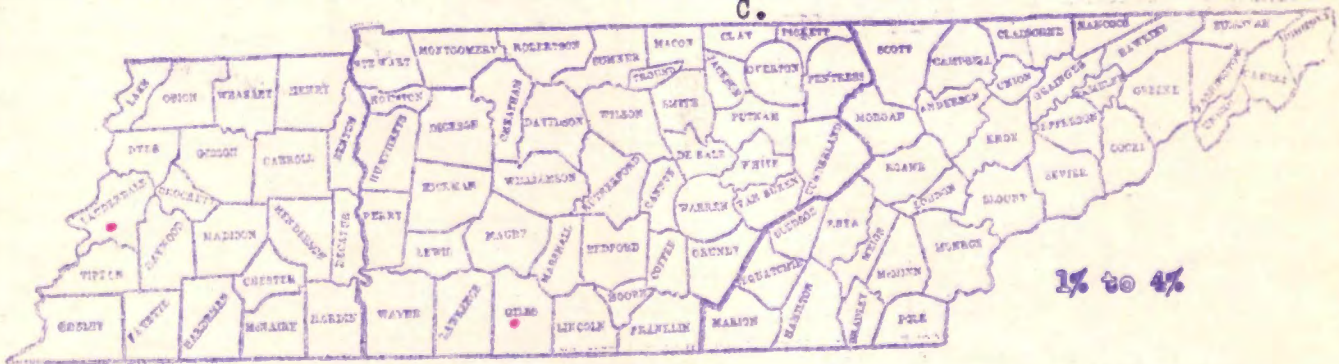 C.
CLAY PICKETT
MACON SCOTT CLAIBORNE HANCOCK
STEWART MONTGOMERY ROBERTSON SUMNER TROUSD JACKSON OVERTON FENTRESS CAMPBELL UNION GRAINGER HAWKINS
LAKE OBION WEAKLEY HENRY HOUSTON CHEATHAM SMITH ANDERSON HAMBLEN GREENE WASHINGTON CARTER
DICKSON DAVIDSON WILSON PUTNAM MORGAN KNOX JEFFERSON
DYER GIBSON CARROLL BENTON HUMPHREYS DE KALB WHITE CUMBERLAND COCKE
WILLIAMSON RUTHERFORD CANNON VAN BUREN ROANE LOUDON BLOUNT SEVIER
LAUDERDALE CROCKETT HICKMAN WARREN BLEDSOE RHEA
HAYWOOD MADISON HENDERSON DECATUR PERRY LEWIS MAURY MARSHALL BEDFORD COFFEE GRUNDY MEIGS MONROE
TIPTON CHESTER SEQUATCHIE McMINN
1% to 4%
SHELBY FAYETTE HARDEMAN McNAIRY HARDIN WAYNE LAWRENCE GILES LINCOLN MOORE FRANKLIN MARION HAMILTON BRADLEY POLK